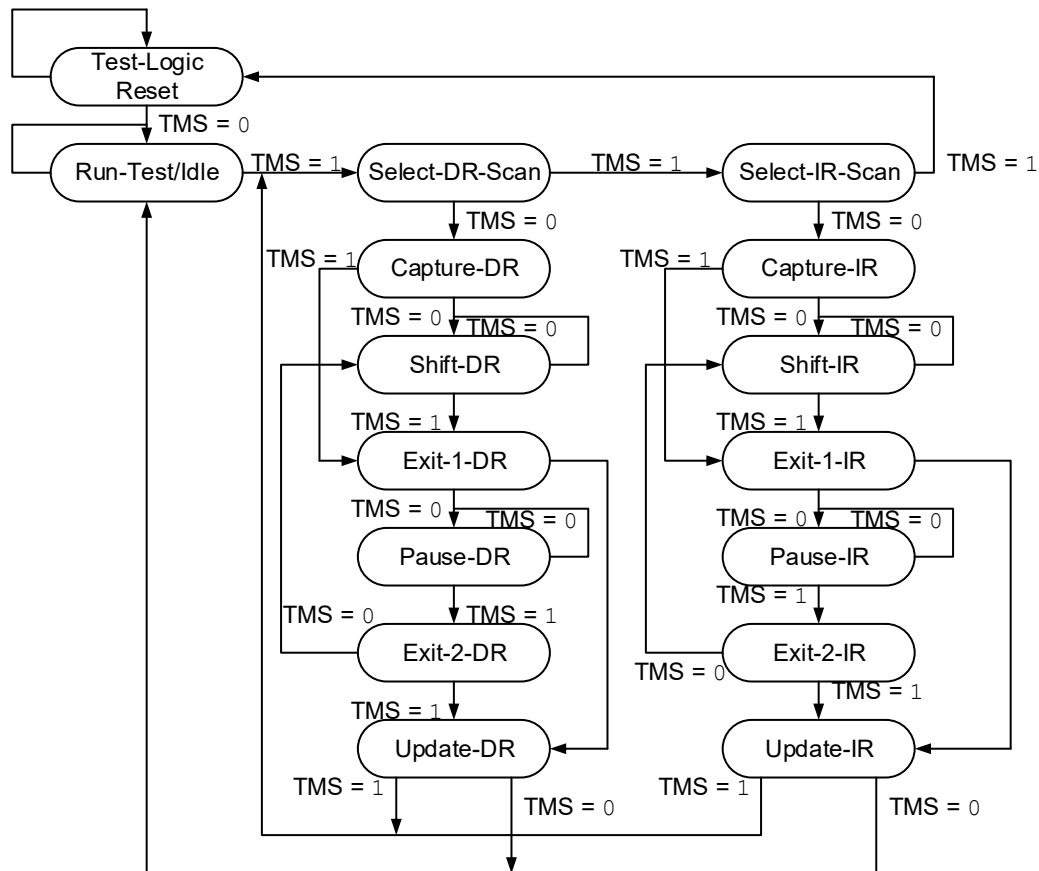 Test-Logic
Reset
TMS = 0
Run-Test/Idle
TMS = 1
Select-DR-Scan
TMS = 1
Select-IR-Scan
TMS = 1
TMS = 0
TMS = 0
TMS = 1
Capture-DR
TMS = 1
Capture-IR
TMS = 0
TMS = 0
TMS = 0
TMS = 0
Shift-DR
Shift-IR
TMS = 1
TMS = 1
Exit-1-DR
Exit-1-IR
TMS = 0
TMS = 0
TMS = 0
TMS = 0
Pause-DR
Pause-IR
TMS = 1
TMS = 0
TMS = 1
Exit-2-DR
Exit-2-IR
TMS = 0
TMS = 1
TMS = 1
Update-DR
Update-IR
TMS = 1
TMS = 0
TMS = 1
TMS = 0